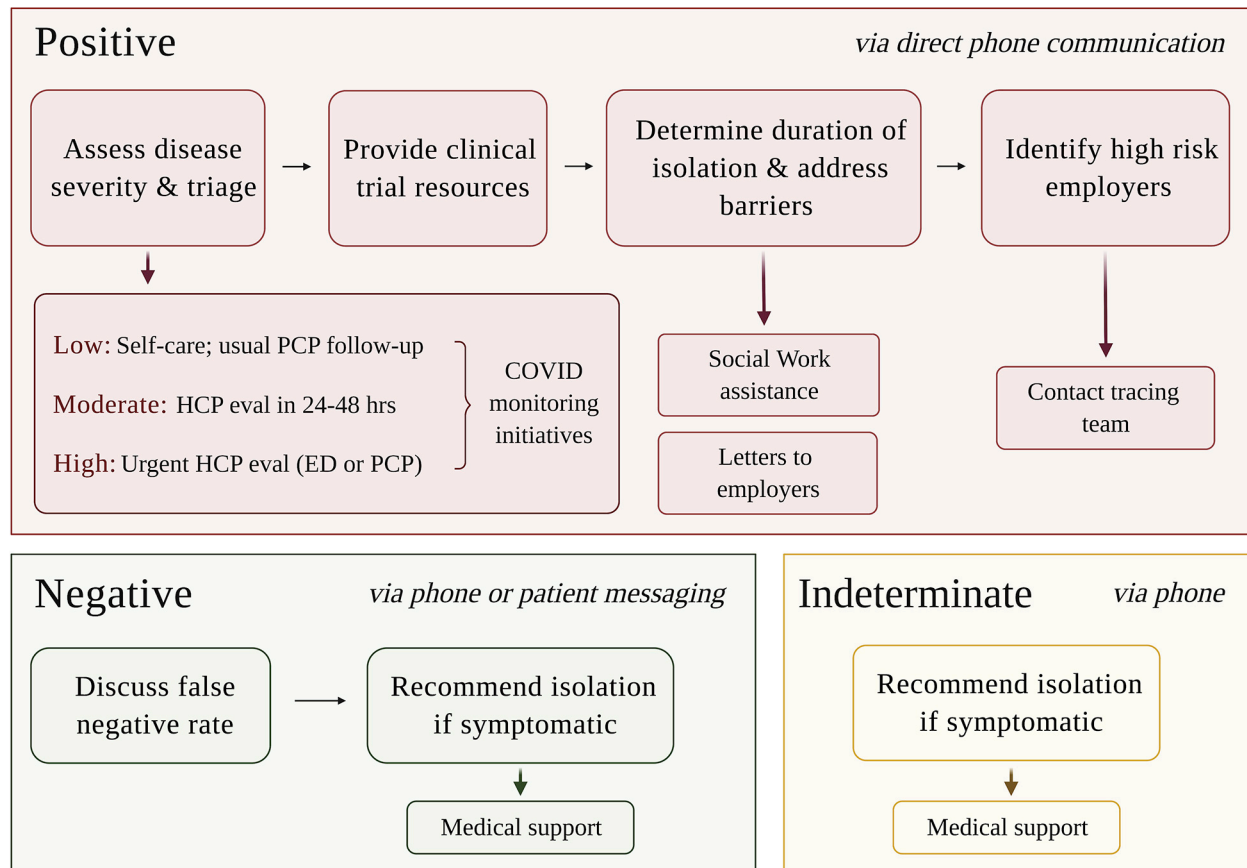 Positive
via direct phone communication
Assess disease
severity & triage
Provide clinical
trial resources
Determine duration of
isolation & address
barriers
Identify high risk
employers
Low: Self-care; usual PCP follow-up
Moderate: HCP eval in 24-48 hrs
High: Urgent HCP eval (ED or PCP)
COVID
monitoring
initiatives
Social Work
assistance
Letters to
employers
Contact tracing
team
Negative
via phone or patient messaging
Discuss false
negative rate
Recommend isolation
if symptomatic
Medical support
Indeterminate
via phone
Recommend isolation
if symptomatic
Medical support